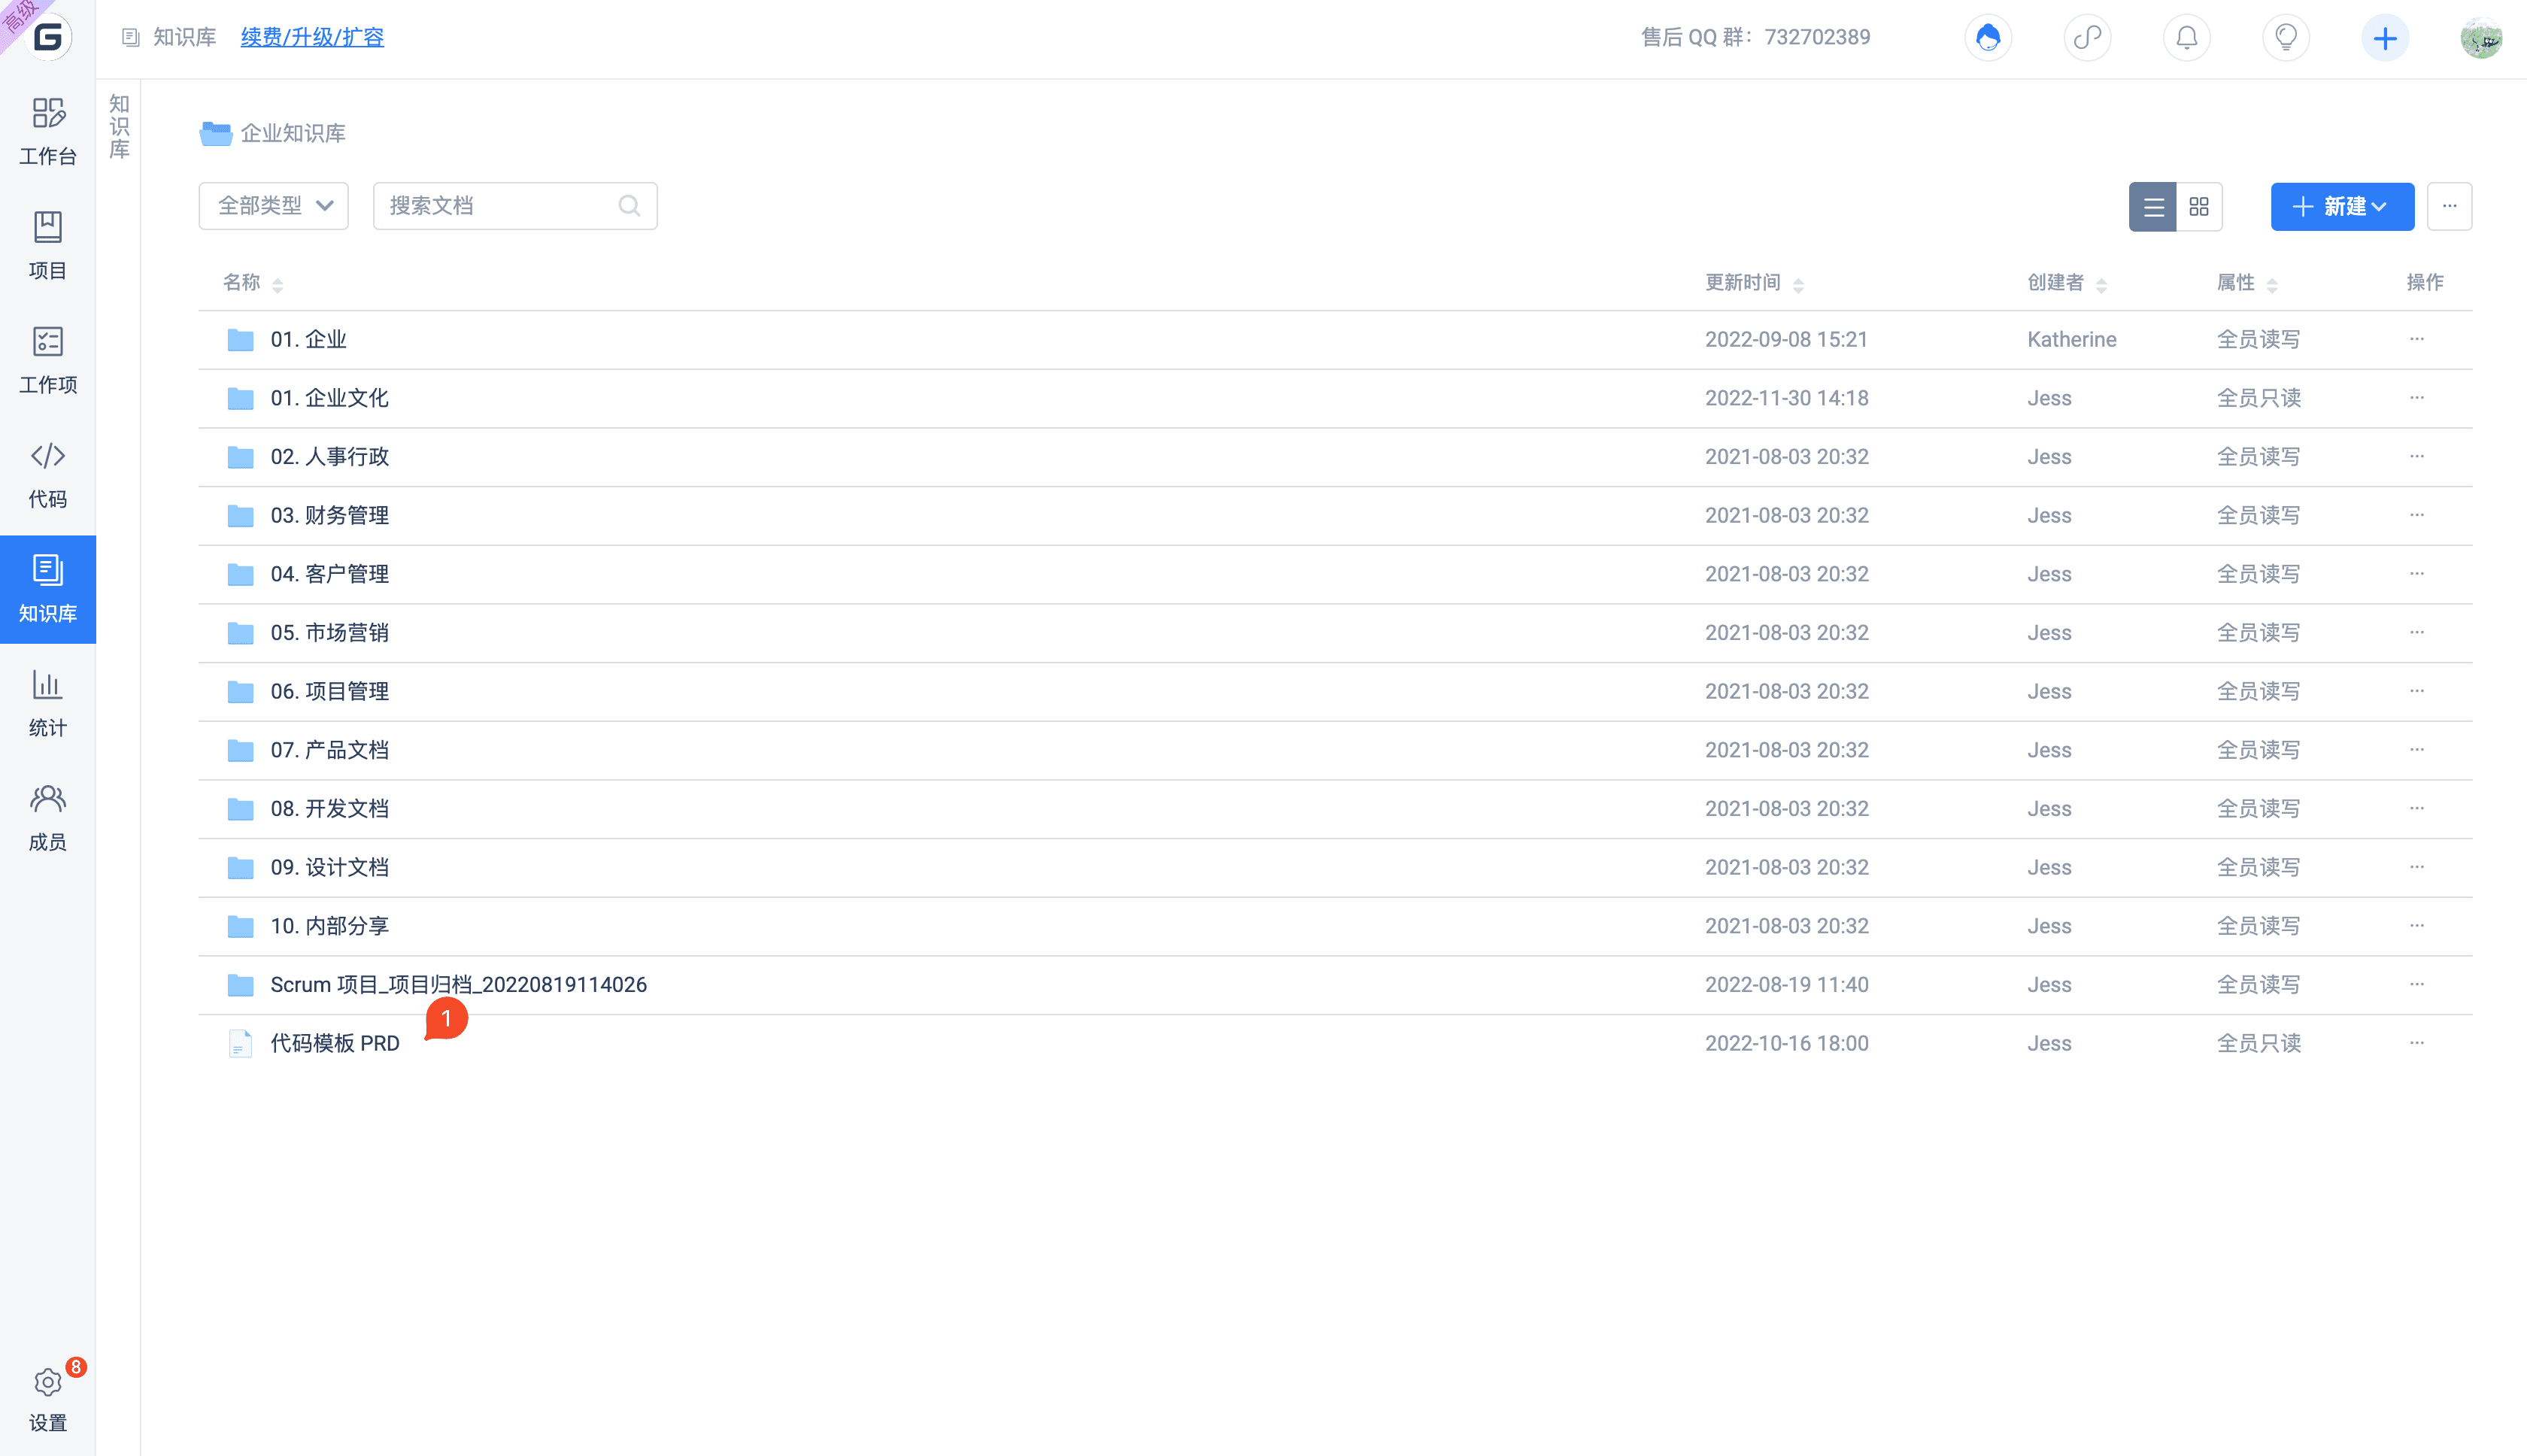 高级
知识库 续费/升级/扩容 售后 QQ 群：732702389
工作台
项目
工作项
代码
知识库
统计
成员
8
设置
知识库
企业知识库
全部类型 搜索文档 新建 ...
名称 更新时间 创建者 属性 操作
01. 企业 2022-09-08 15:21 Katherine 全员读写 ...
01. 企业文化 2022-11-30 14:18 Jess 全员只读 ...
02. 人事行政 2021-08-03 20:32 Jess 全员读写 ...
03. 财务管理 2021-08-03 20:32 Jess 全员读写 ...
04. 客户管理 2021-08-03 20:32 Jess 全员读写 ...
05. 市场营销 2021-08-03 20:32 Jess 全员读写 ...
06. 项目管理 2021-08-03 20:32 Jess 全员读写 ...
07. 产品文档 2021-08-03 20:32 Jess 全员读写 ...
08. 开发文档 2021-08-03 20:32 Jess 全员读写 ...
09. 设计文档 2021-08-03 20:32 Jess 全员读写 ...
10. 内部分享 2021-08-03 20:32 Jess 全员读写 ...
Scrum 项目_项目归档_20220819114026 2022-08-19 11:40 Jess 全员读写 ...
1
代码模板 PRD 2022-10-16 18:00 Jess 全员只读 ...